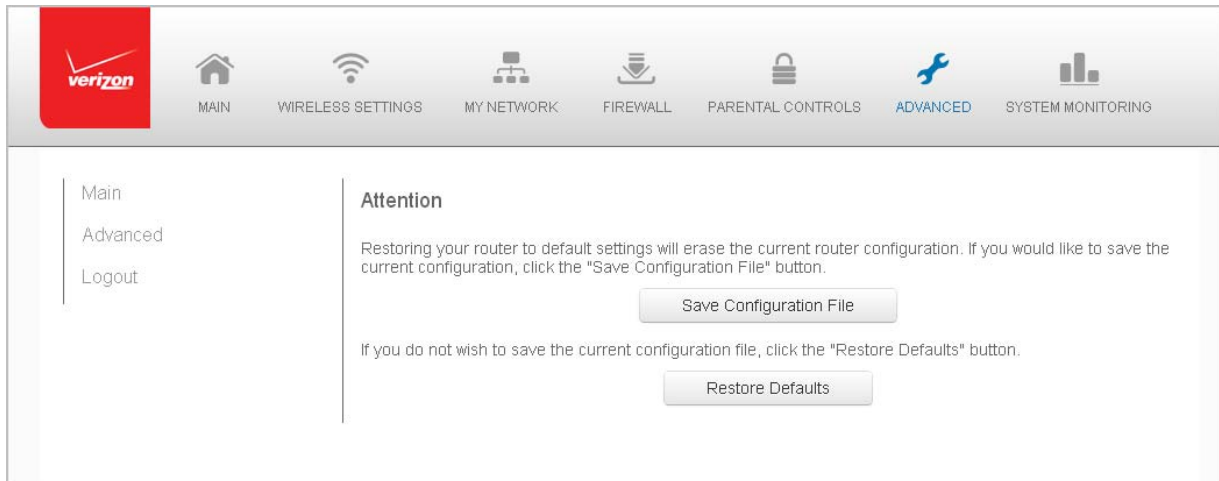 verizon
MAIN
WIRELESS SETTINGS
MY NETWORK
FIREWALL
PARENTAL CONTROLS
ADVANCED
SYSTEM MONITORING
Main
Advanced
Logout
Attention
Restoring your router to default settings will erase the current router configuration. If you would like to save the
current configuration, click the "Save Configuration File" button.
Save Configuration File
If you do not wish to save the current configuration file, click the "Restore Defaults" button.
Restore Defaults